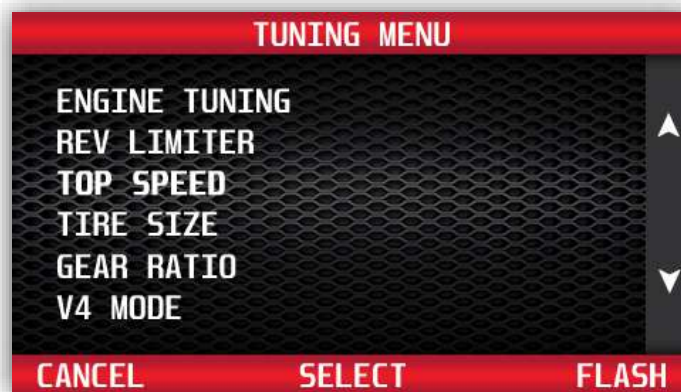 TUNING MENU
ENGINE TUNING
REV LIMITER
TOP SPEED
TIRE SIZE
GEAR RATIO
V4 MODE
CANCEL SELECT FLASH